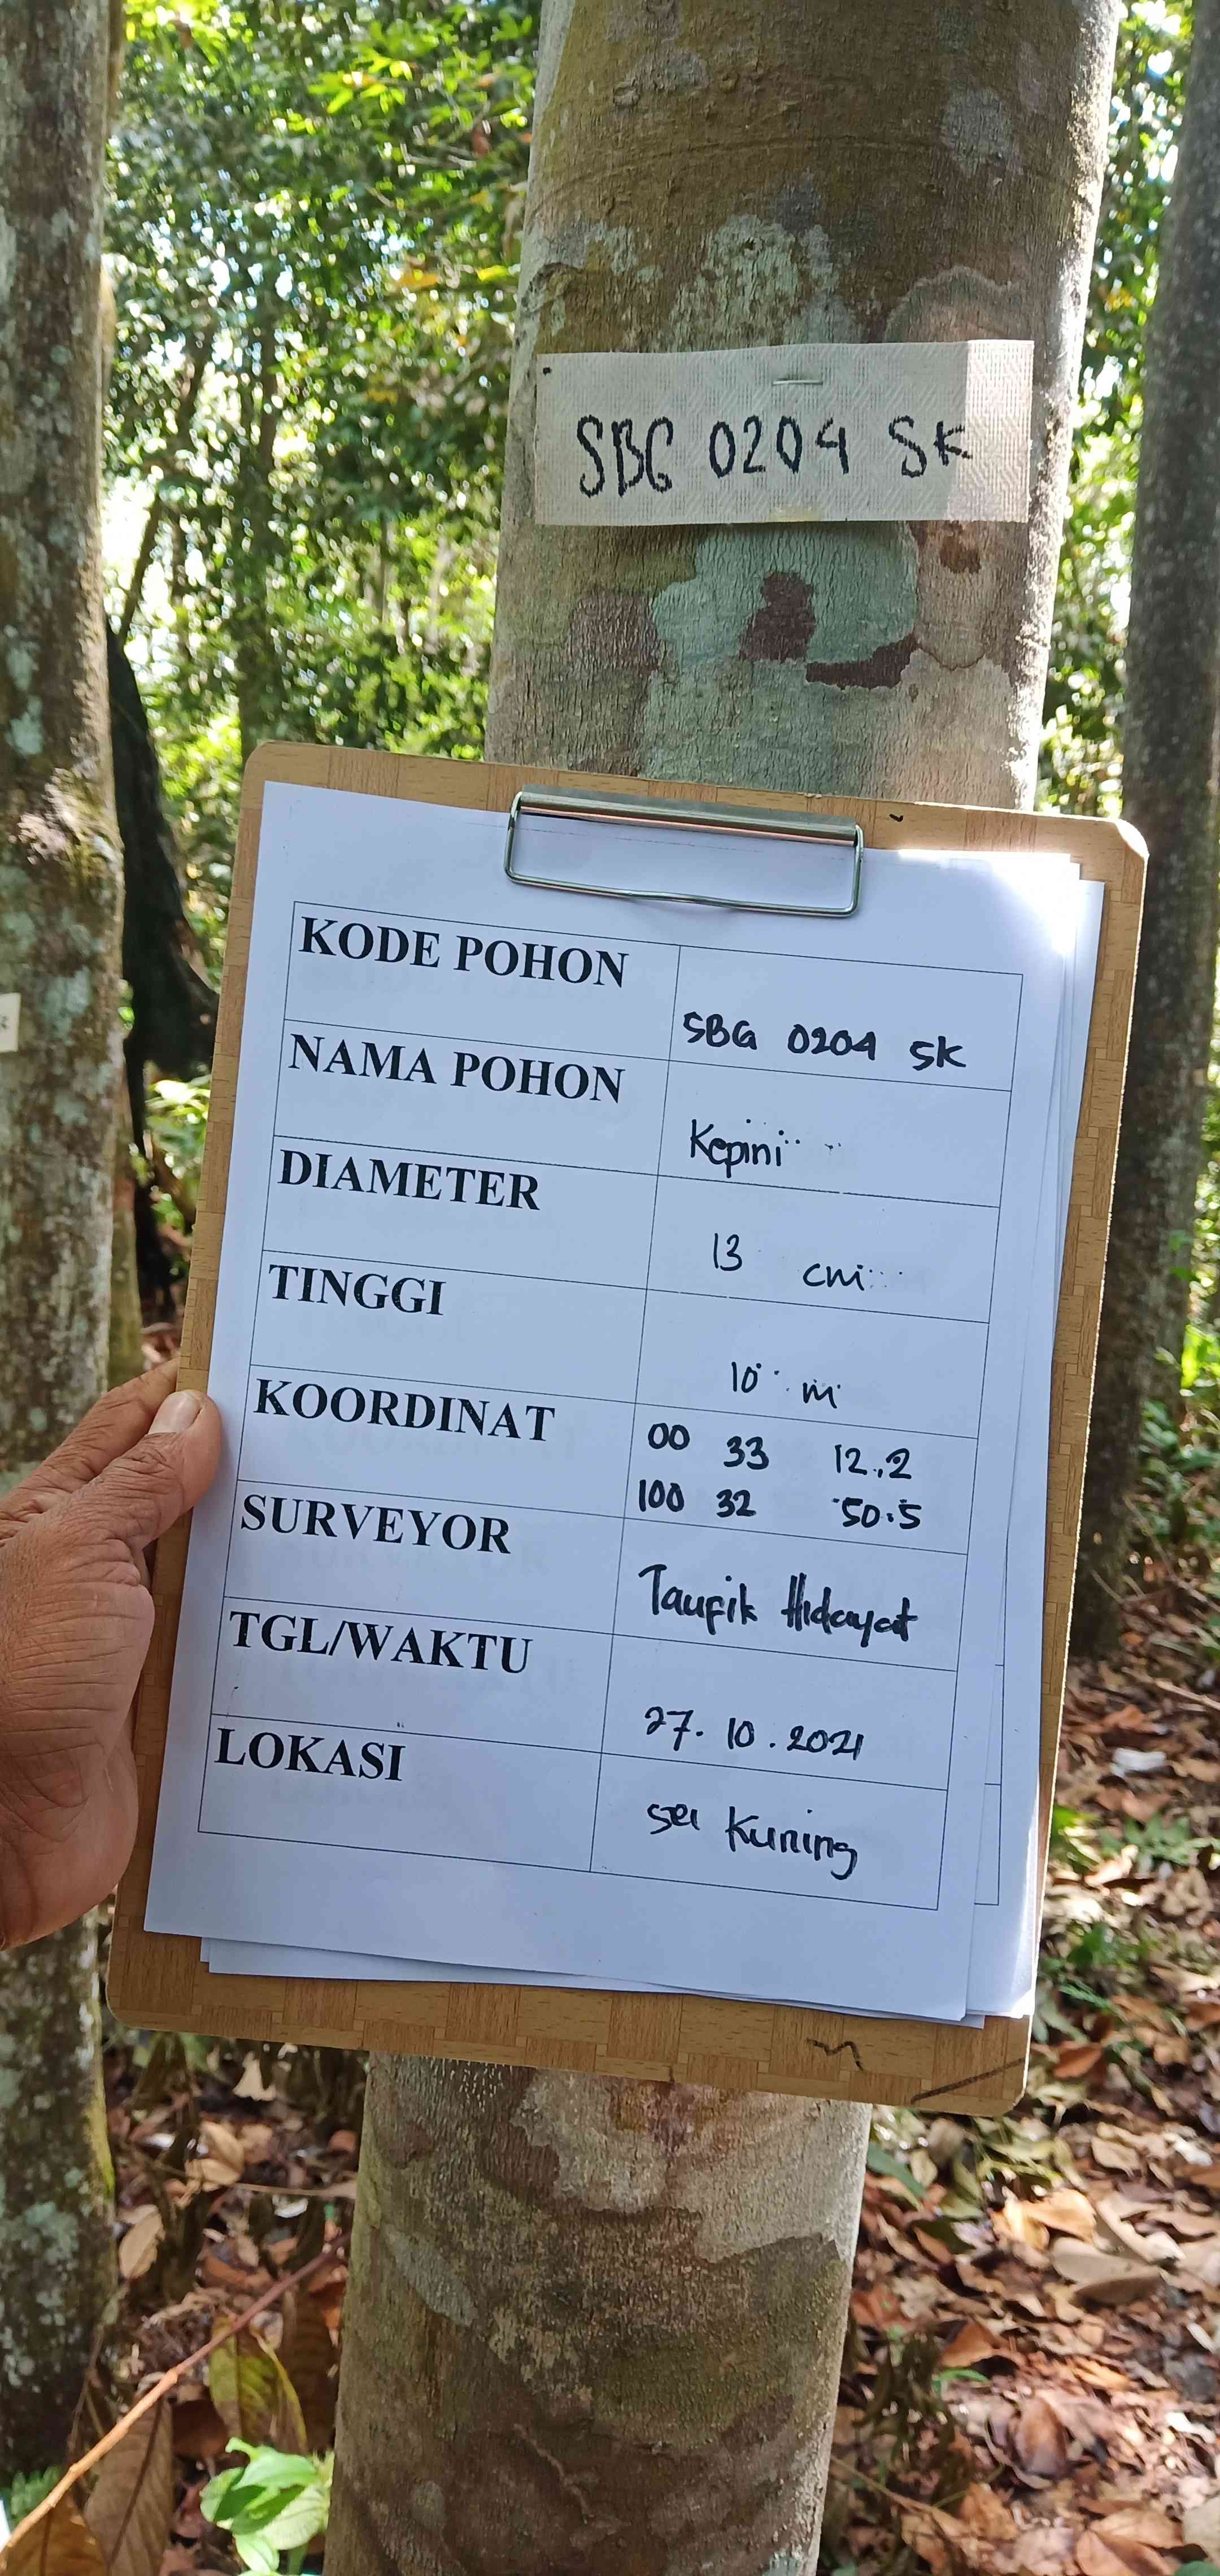 SBG 0204 SK
KODE POHON
SBG 0204 SK
NAMA POHON
Kepini
DIAMETER
13 cm
TINGGI
10 m
KOORDINAT
00 33 12.2
100 32 50.5
SURVEYOR
Taufik Hidayat
TGL/WAKTU
27.10.2021
LOKASI
Sei Kuning